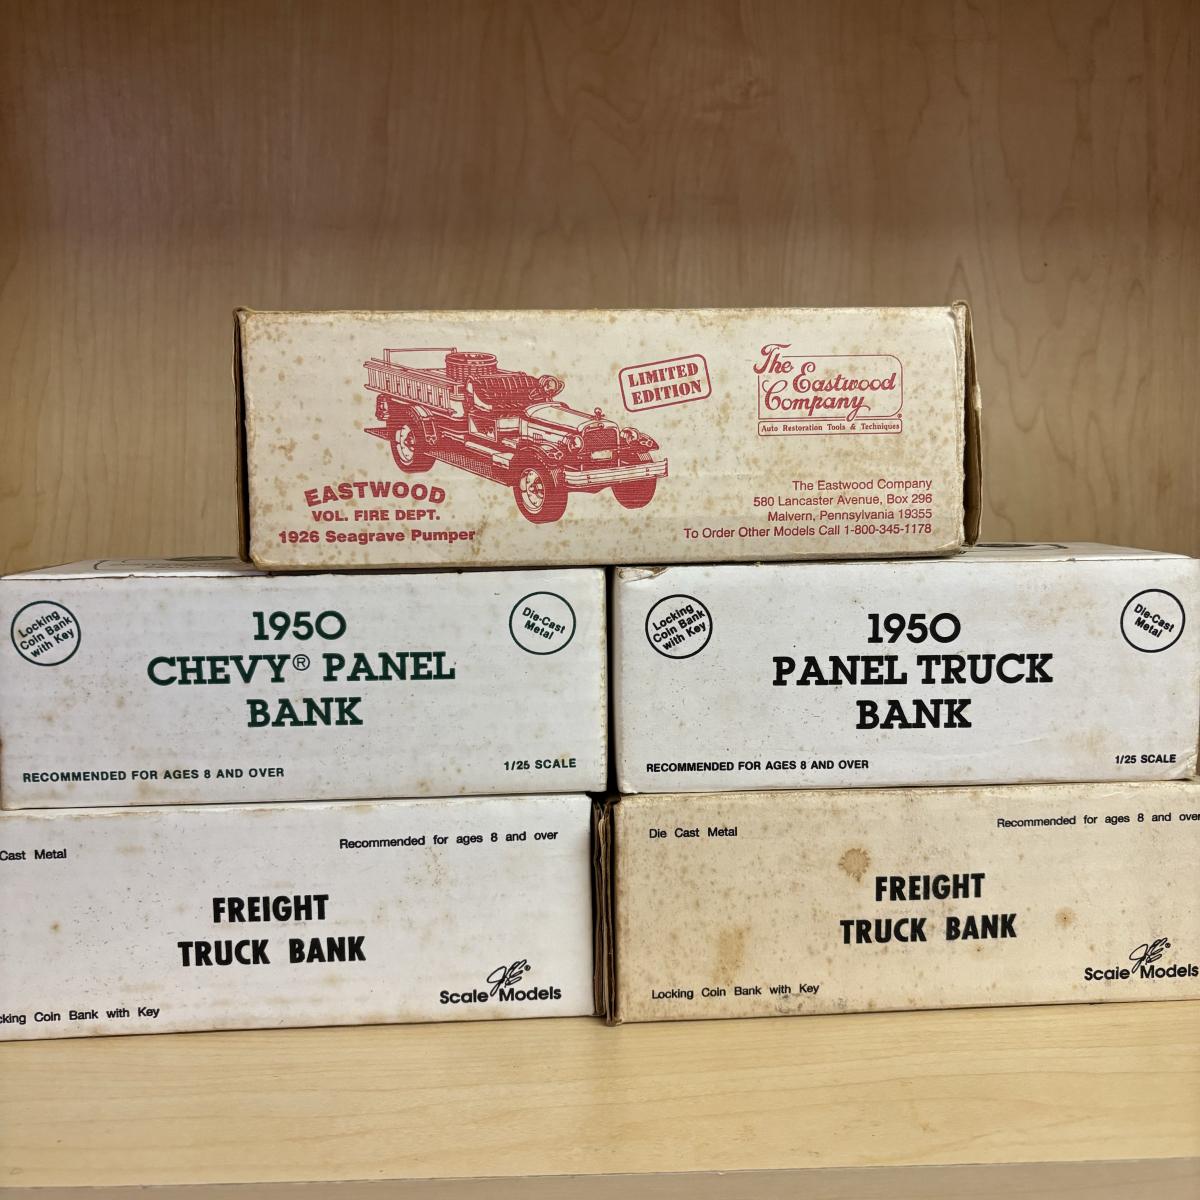 LIMITED
EDITION
The
Eastwood
Company
Auto Restoration Tools & Techniques
EASTWOOD
VOL. FIRE DEPT.
1926 Seagrave Pumper
The Eastwood Company
580 Lancaster Avenue, Box 296
Malvern, Pennsylvania 19355
To Order Other Models Call 1-800-345-1178
Locking
Coin Bank
with Key
Die-Cast
Metal
1950
CHEVY® PANEL
BANK
RECOMMENDED FOR AGES 8 AND OVER
1/25 SCALE
Locking
Coin Bank
with Key
Die-Cast
Metal
1950
PANEL TRUCK
BANK
RECOMMENDED FOR AGES 8 AND OVER
1/25 SCALE
Cast Metal
Recommended for ages 8 and over
FREIGHT
TRUCK BANK
cking Coin Bank with Key
Scale JLE® Models
Die Cast Metal
Recommended for ages 8 and over
FREIGHT
TRUCK BANK
Locking Coin Bank with Key
Scale JLE® Models